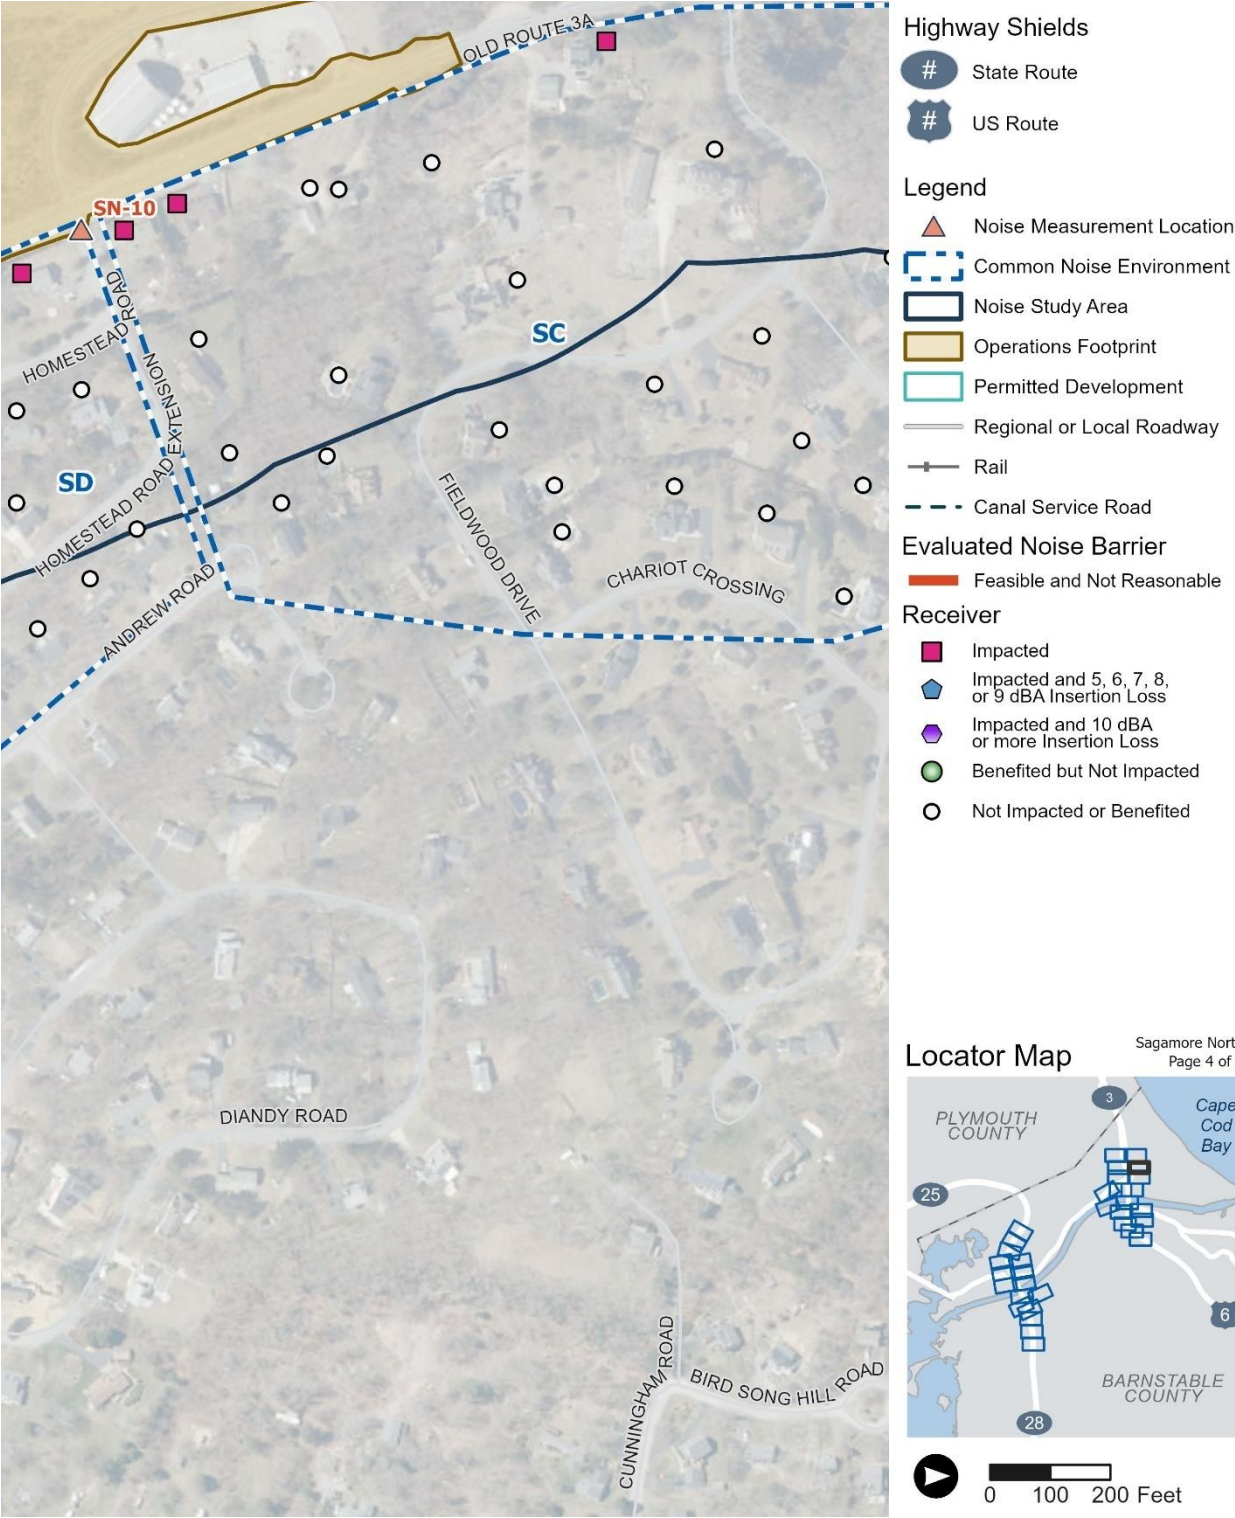 OLD ROUTE 3A
SN-10
HOMESTEAD ROAD
HOMESTEAD ROAD EXTENSION
SC
SD
ANDREW ROAD
FIELDWOOD DRIVE
CHARIOT CROSSING
DIANDY ROAD
CUNNINGHAM ROAD
BIRD SONG HILL ROAD
Highway Shields
# State Route
# US Route
Legend
Noise Measurement Location
Common Noise Environment
Noise Study Area
Operations Footprint
Permitted Development
Regional or Local Roadway
Rail
Canal Service Road
Evaluated Noise Barrier
Feasible and Not Reasonable
Receiver
Impacted
Impacted and 5, 6, 7, 8,
or 9 dBA Insertion Loss
Impacted and 10 dBA
or more Insertion Loss
Benefited but Not Impacted
Not Impacted or Benefited
Locator Map
Sagamore Nort
Page 4 of
3
PLYMOUTH
COUNTY
Cape
Cod
Bay
25
6
BARNSTABLE
COUNTY
28
0 100 200 Feet